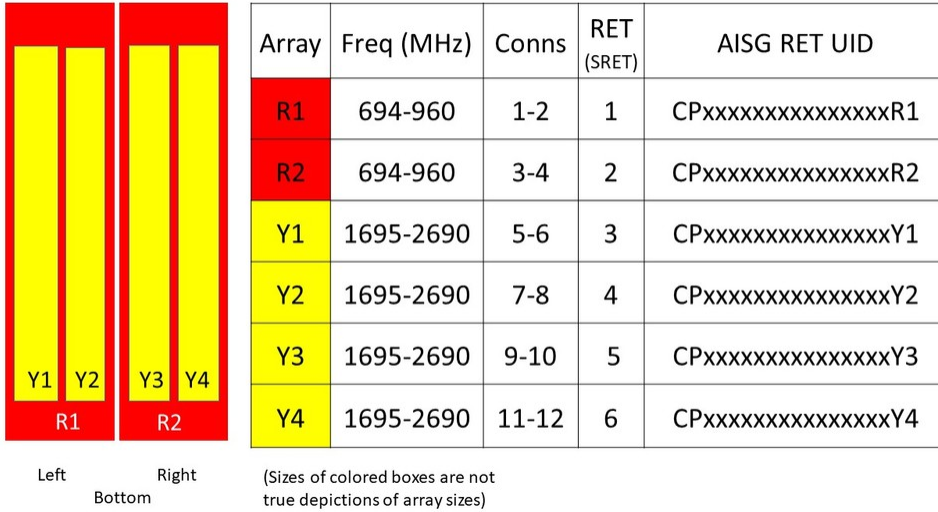 Array Freq (MHz) Conns RET (SRET) AISG RET UID
R1 694-960 1-2 1 CPxxxxxxxxxxxxxxxR1
R2 694-960 3-4 2 CPxxxxxxxxxxxxxxxR2
Y1 1695-2690 5-6 3 CPxxxxxxxxxxxxxxxY1
Y2 1695-2690 7-8 4 CPxxxxxxxxxxxxxxxY2
Y3 1695-2690 9-10 5 CPxxxxxxxxxxxxxxxY3
Y4 1695-2690 11-12 6 CPxxxxxxxxxxxxxxxY4
Y1 Y2 Y3 Y4
R1 R2
Left Right
Bottom
(Sizes of colored boxes are not
true depictions of array sizes)